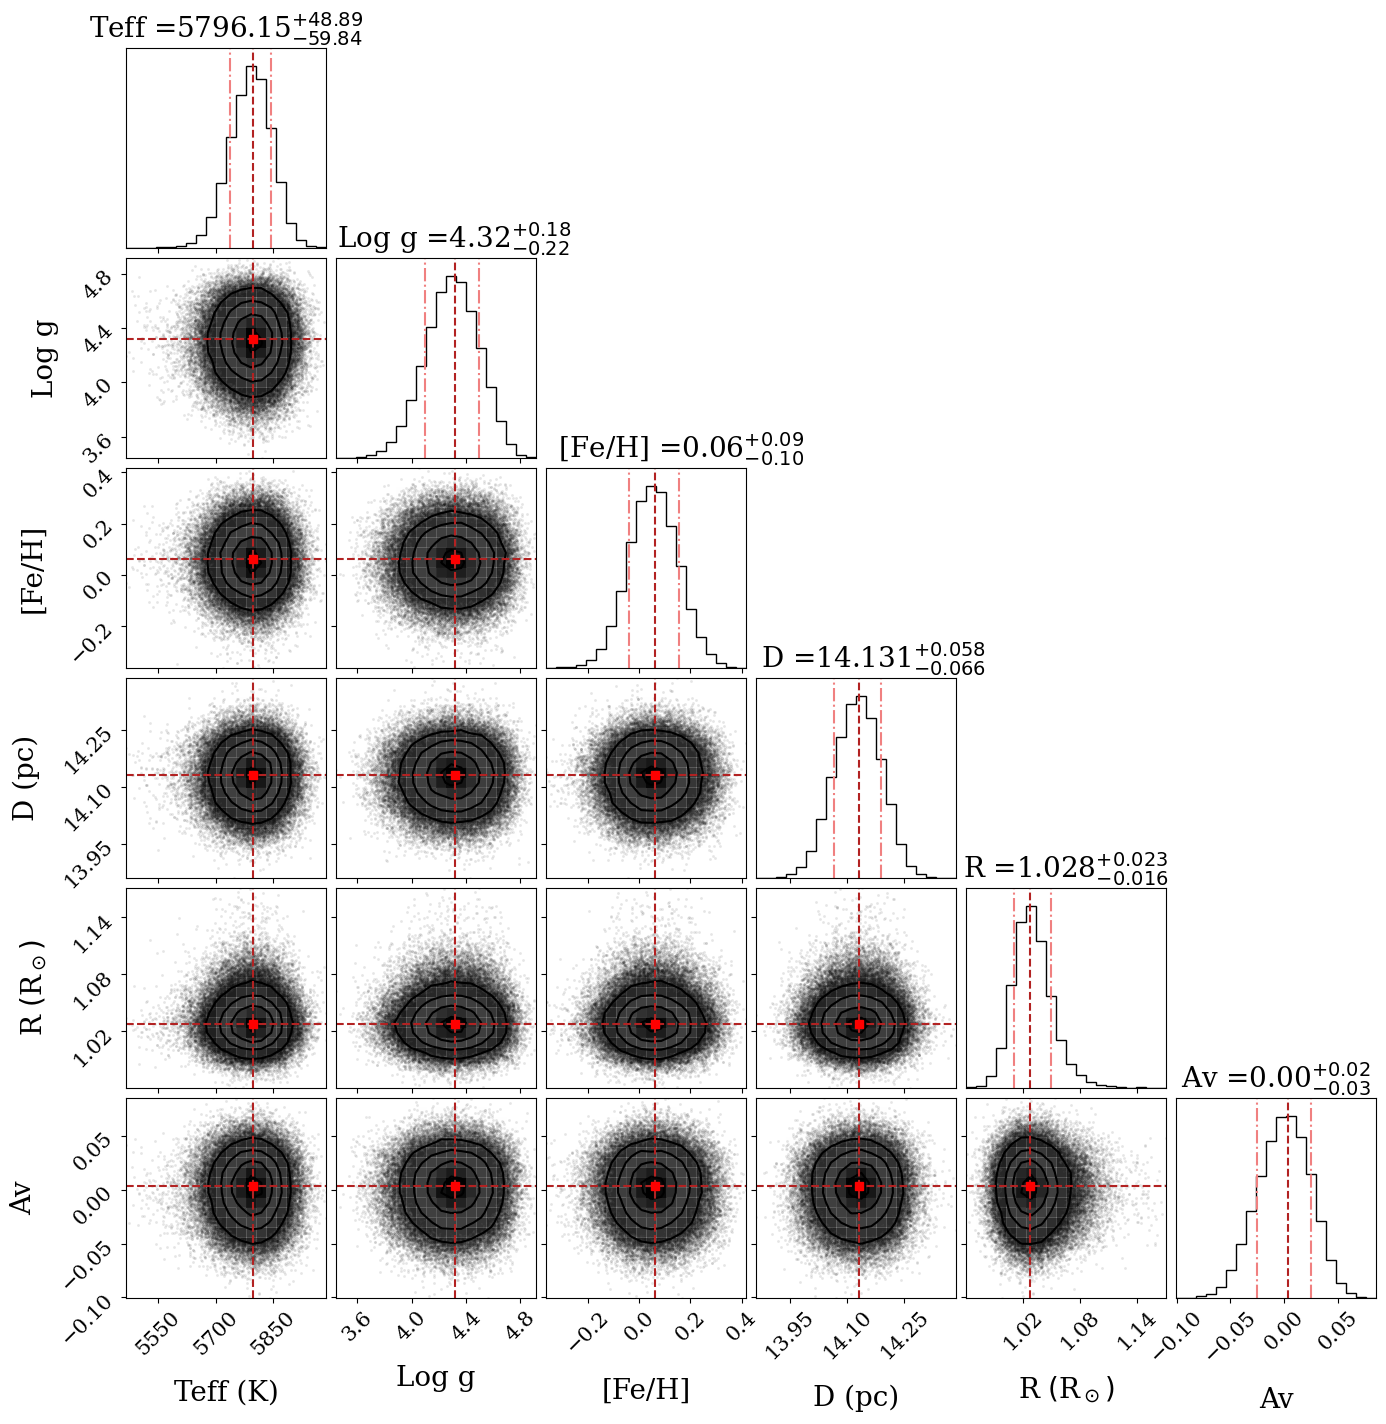 Teff =5796.15+48.89−59.84
Log g =4.32+0.18−0.22
4.8
4.4
4.0
3.6
Log g
[Fe/H] =0.06+0.09−0.10
0.4
0.2
0.0
−0.2
[Fe/H]
D =14.131+0.058−0.066
14.25
14.10
13.95
D (pc)
R =1.028+0.023−0.016
1.14
1.08
1.02
R (R⊙)
Av =0.00+0.02−0.03
0.05
0.00
−0.05
−0.10
Av
5550 5700 5850
3.6 4.0 4.4 4.8
−0.2 0.0 0.2 0.4
13.95 14.10 14.25
1.02 1.08 1.14
−0.10 −0.05 0.00 0.05
Teff (K)
Log g
[Fe/H]
D (pc)
R (R⊙)
Av